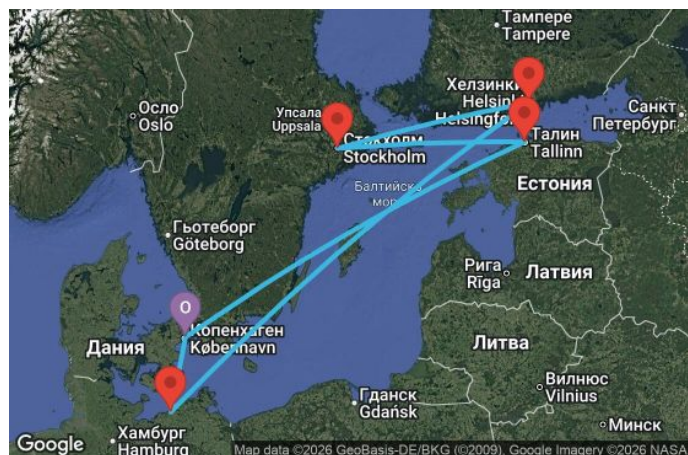 Тампере
Tampere
Хелзинки
Helsinki
Helsingfors
Осло
Oslo
Упсала
Uppsala
Санкт
Петербург
Стокхолм
Stockholm
Талин
Tallinn
Балтийско
море
ЕСТОНИЯ
Гьотеборг
Göteborg
Рига
Rīga
ЛАТВИЯ
O
Копенхаген
København
Дания
ЛИТВА
Вилнюс
Vilnius
Гданск
Gdańsk
Минск
Хамбург
Hamburg
Google
Map data ©2026 GeoBasis-DE/BKG (©2009), Google Imagery ©2026 NASA